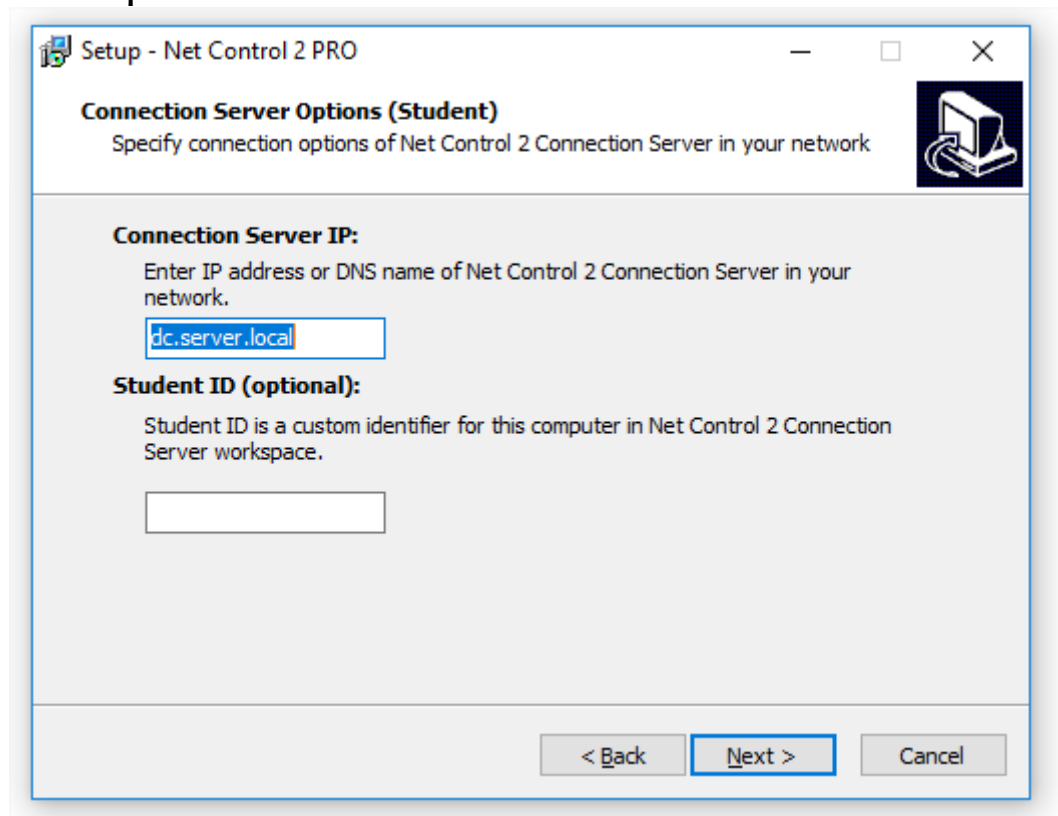 Setup - Net Control 2 PRO
Connection Server Options (Student)
Specify connection options of Net Control 2 Connection Server in your network
Connection Server IP:
Enter IP address or DNS name of Net Control 2 Connection Server in your
network.
dc.server.local
Student ID (optional):
Student ID is a custom identifier for this computer in Net Control 2 Connection
Server workspace.
< Back
Next >
Cancel